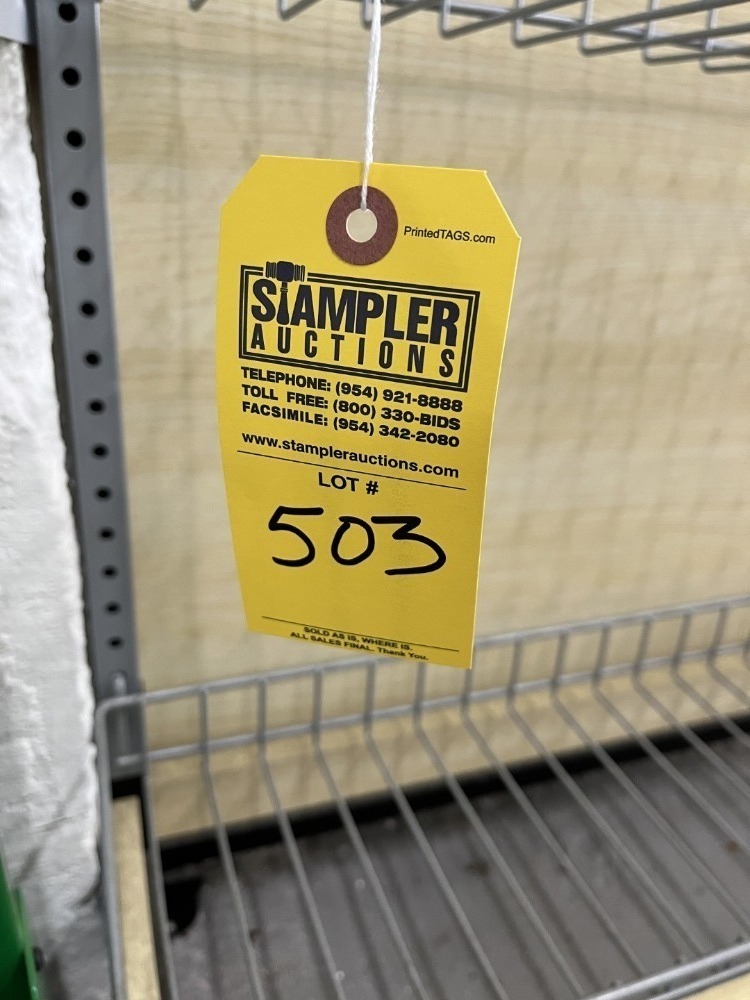 PrintedTAGS.com
STAMPLER
AUCTIONS
TELEPHONE: (954) 921-8888
TOLL FREE: (800) 330-BIDS
FACSIMILE: (954) 342-2080
www.stamplerauctions.com
LOT #
503
SOLD AS IS, WHERE IS.
ALL SALES FINAL. Thank You.